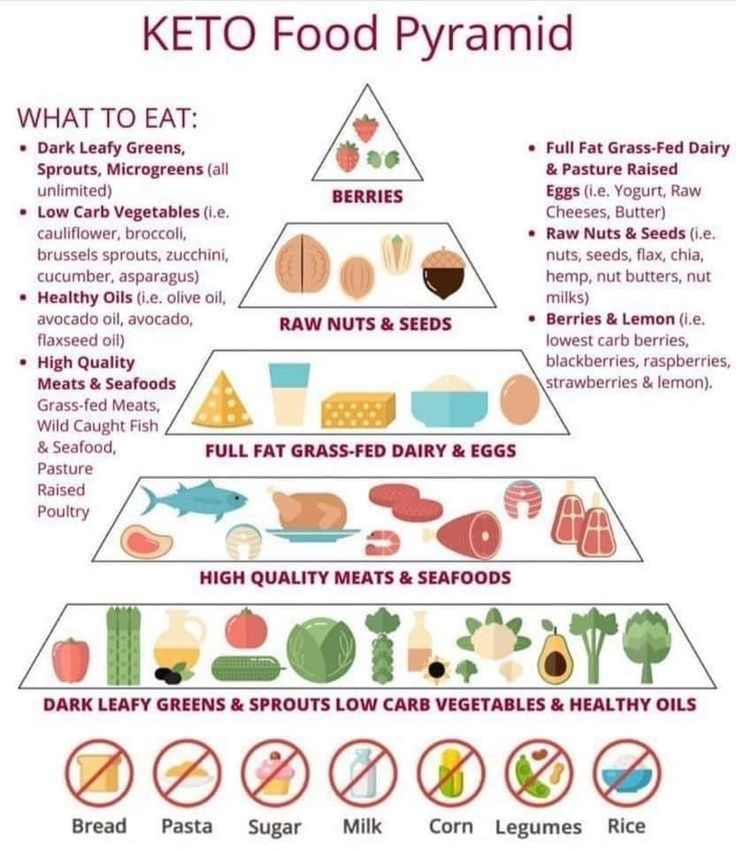 KETO Food Pyramid
WHAT TO EAT:
• Dark Leafy Greens,
Sprouts, Microgreens (all
unlimited)
• Low Carb Vegetables (i.e.
cauliflower, broccoli,
brussels sprouts, zucchini,
cucumber, asparagus)
• Healthy Oils (i.e. olive oil,
avocado oil, avocado,
flaxseed oil)
• High Quality
Meats & Seafoods
Grass-fed Meats,
Wild Caught Fish
& Seafood,
Pasture
Raised
Poultry
• Full Fat Grass-Fed Dairy
& Pasture Raised
Eggs (i.e. Yogurt, Raw
Cheeses, Butter)
• Raw Nuts & Seeds (i.e.
nuts, seeds, flax, chia,
hemp, nut butters, nut
milks)
• Berries & Lemon (i.e.
lowest carb berries,
blackberries, raspberries,
strawberries & lemon).
BERRIES
RAW NUTS & SEEDS
FULL FAT GRASS-FED DAIRY & EGGS
HIGH QUALITY MEATS & SEAFOODS
DARK LEAFY GREENS & SPROUTS LOW CARB VEGETABLES & HEALTHY OILS
Bread Pasta Sugar Milk Corn Legumes Rice